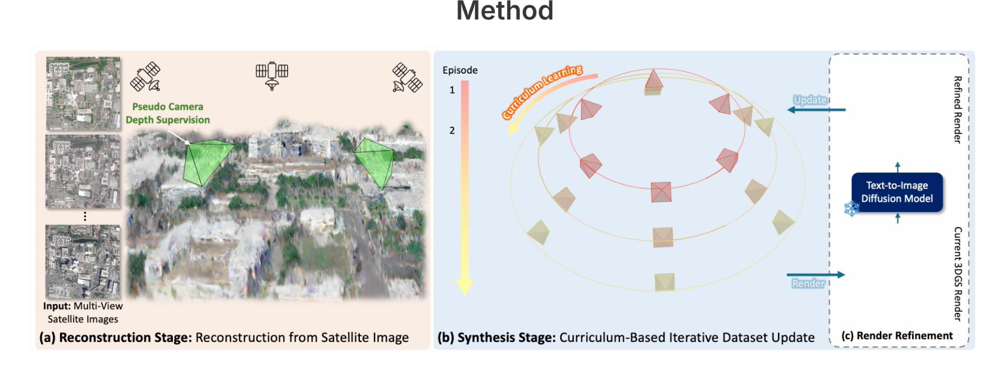 Method
Pseudo Camera
Depth Supervision
Input: Multi-View
Satellite Images
(a) Reconstruction Stage: Reconstruction from Satellite Image
Episode
1
2
Curriculum Learning
Update
Render
(b) Synthesis Stage: Curriculum-Based Iterative Dataset Update
Refined Render
Text-to-Image
Diffusion Model
Current 3DGS Render
(c) Render Refinement